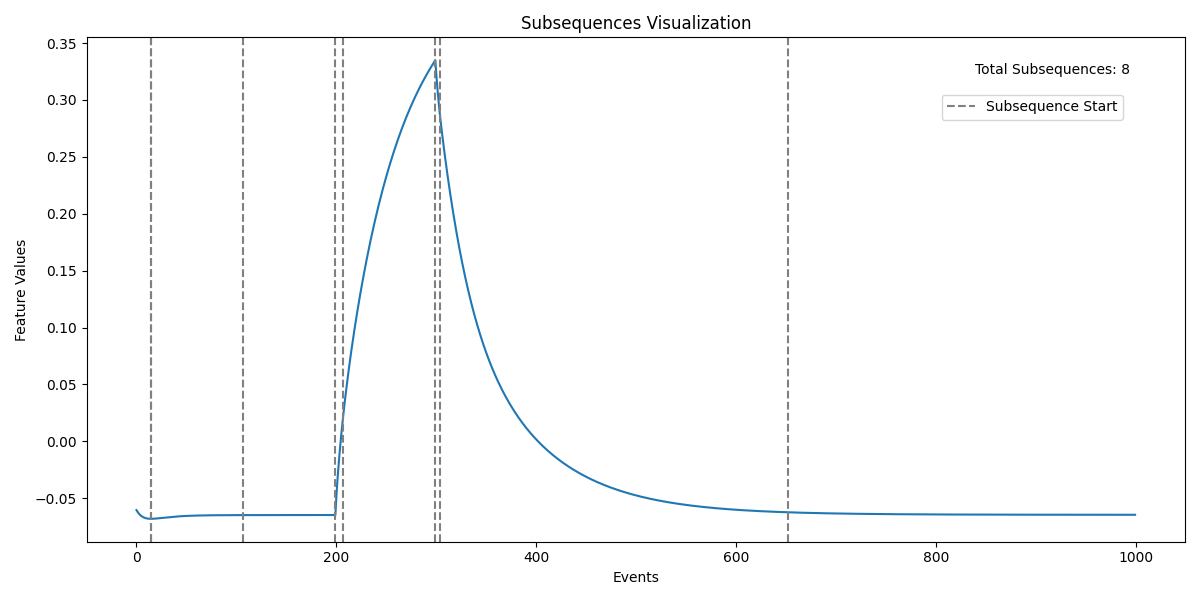 Subsequences Visualization
Total Subsequences: 8
Subsequence Start
Feature Values
0.35
0.30
0.25
0.20
0.15
0.10
0.05
0.00
−0.05
0 200 400 600 800 1000
Events